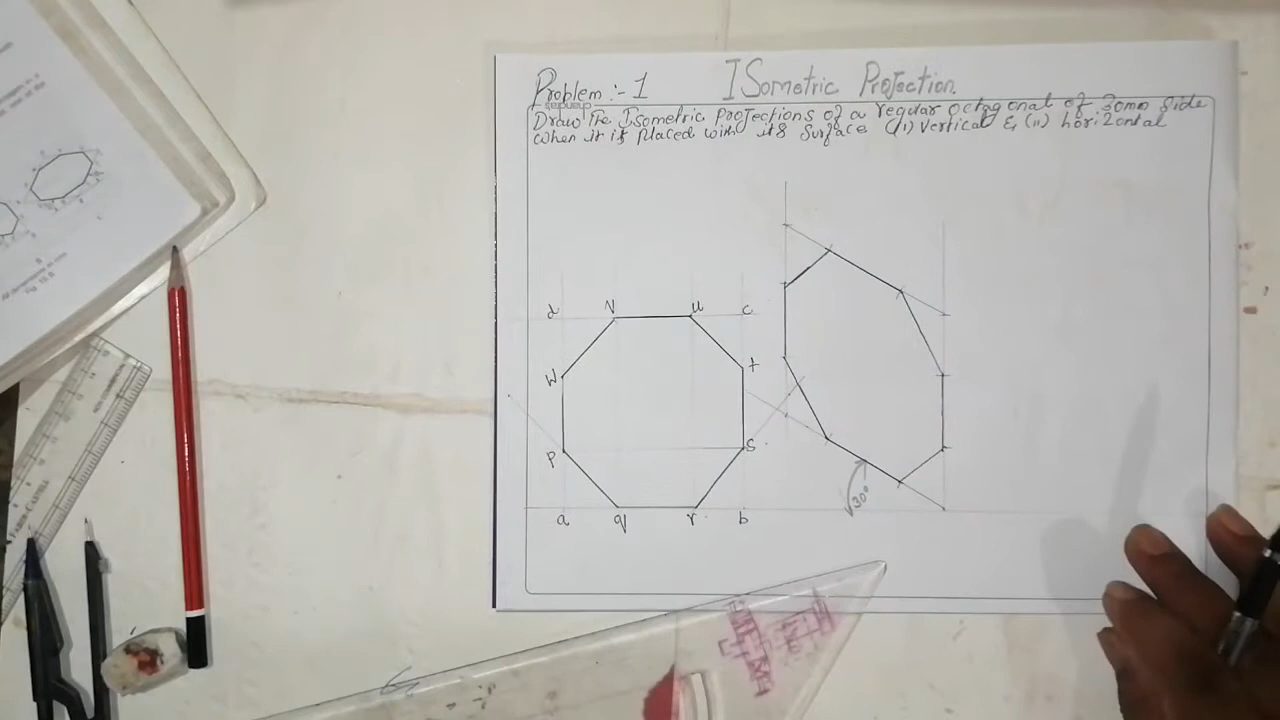 Problem :- 1 ISometric ProJection.
Draw the Isometric ProJections of a regular octagonal of 30mm side
when it is placed with its Surface (i) vertical & (ii) horizontal
d V u c
W t
P S
a q r b
30°